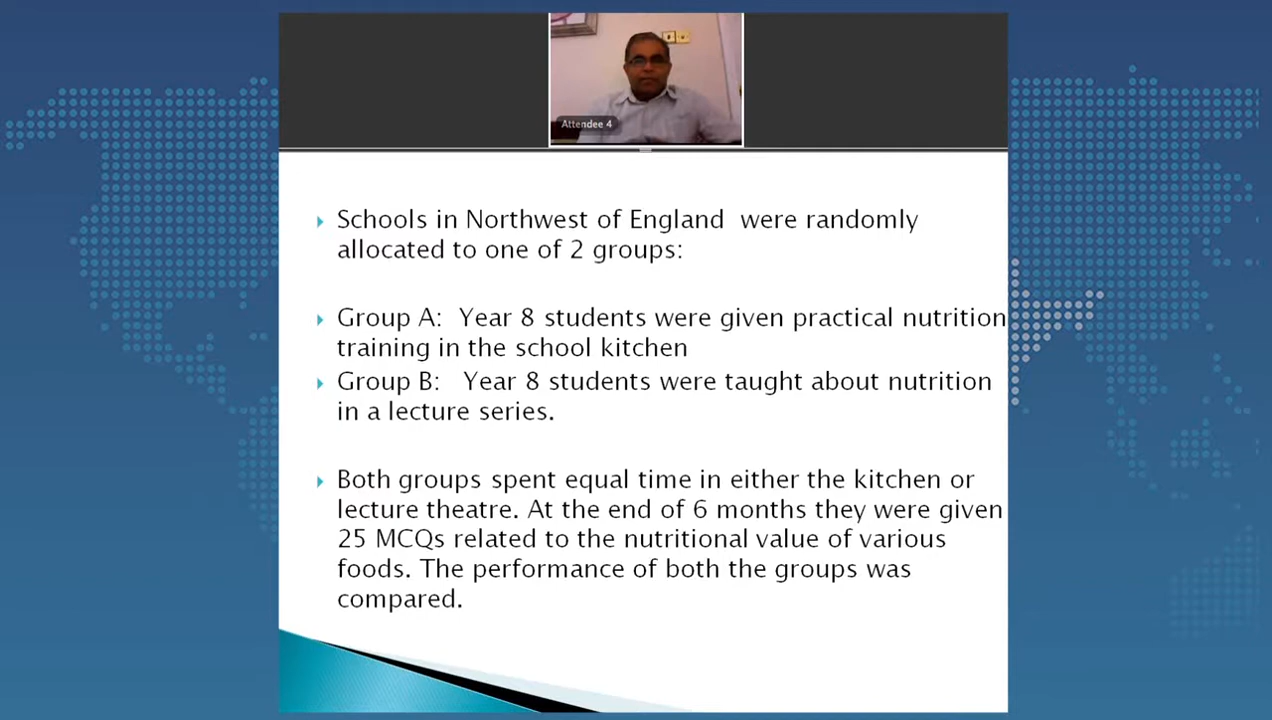 Attendee 4
Schools in Northwest of England were randomly
allocated to one of 2 groups:
Group A: Year 8 students were given practical nutrition
training in the school kitchen
Group B: Year 8 students were taught about nutrition
in a lecture series.
Both groups spent equal time in either the kitchen or
lecture theatre. At the end of 6 months they were given
25 MCQs related to the nutritional value of various
foods. The performance of both the groups was
compared.